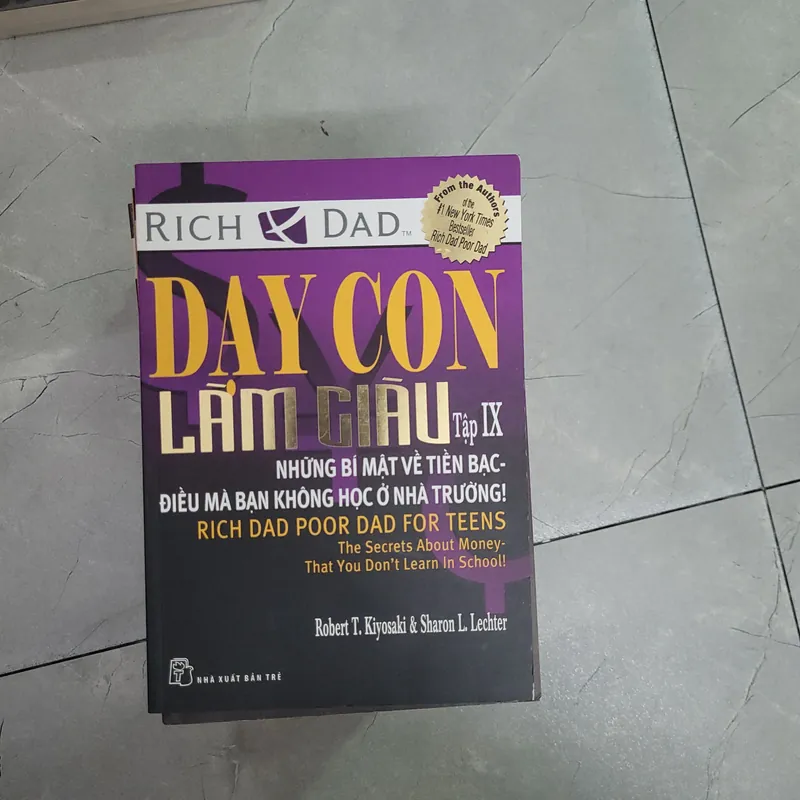 RICH DAD™
From the Authors
of the
#1 New York Times
Bestseller
Rich Dad Poor Dad
DẠY CON
LÀM GIÀU Tập IX
NHỮNG BÍ MẬT VỀ TIỀN BẠC-
ĐIỀU MÀ BẠN KHÔNG HỌC Ở NHÀ TRƯỜNG!
RICH DAD POOR DAD FOR TEENS
The Secrets About Money-
That You Don't Learn In School!
Robert T. Kiyosaki & Sharon L. Lechter
NHÀ XUẤT BẢN TRẺ